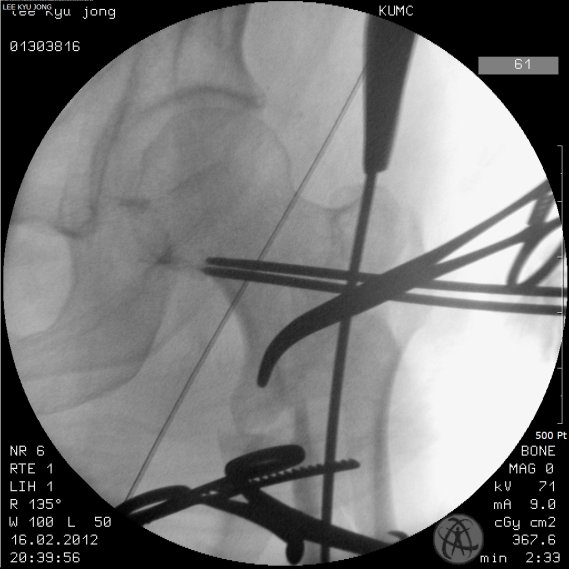 LEE KYU JONG
Lee Kyu jong
KUMC
01303816
61
500 Pt
NR 6
RTE 1
LIH 1
R 135°
W 100 L 50
16.02.2012
20:39:56
BONE
MAG 0
kV 71
mA 9.0
cGy cm2
367.6
min 2:33